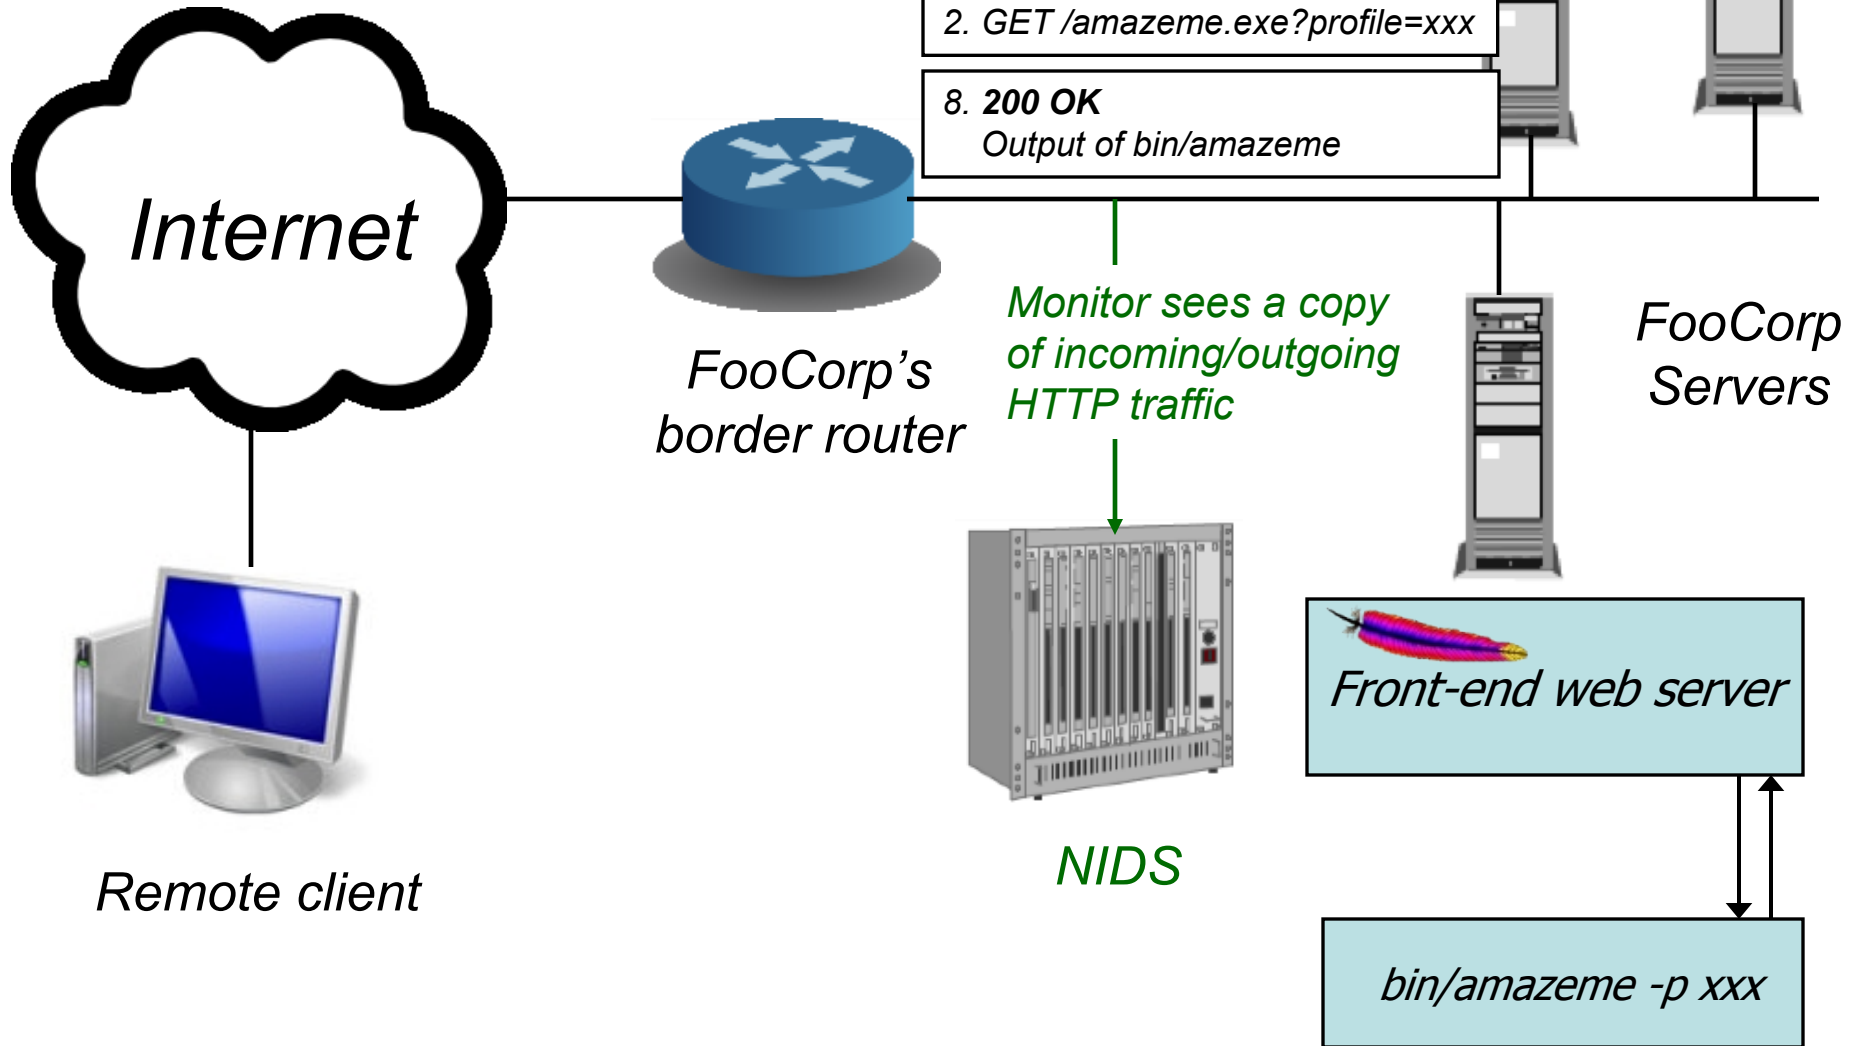 2. GET /amazeme.exe?profile=xxx
8. 200 OK
Output of bin/amazeme
Internet
Monitor sees a copy
of incoming/outgoing
HTTP traffic
FooCorp
Servers
FooCorp’s
border router
Front-end web server
NIDS
Remote client
bin/amazeme -p xxx